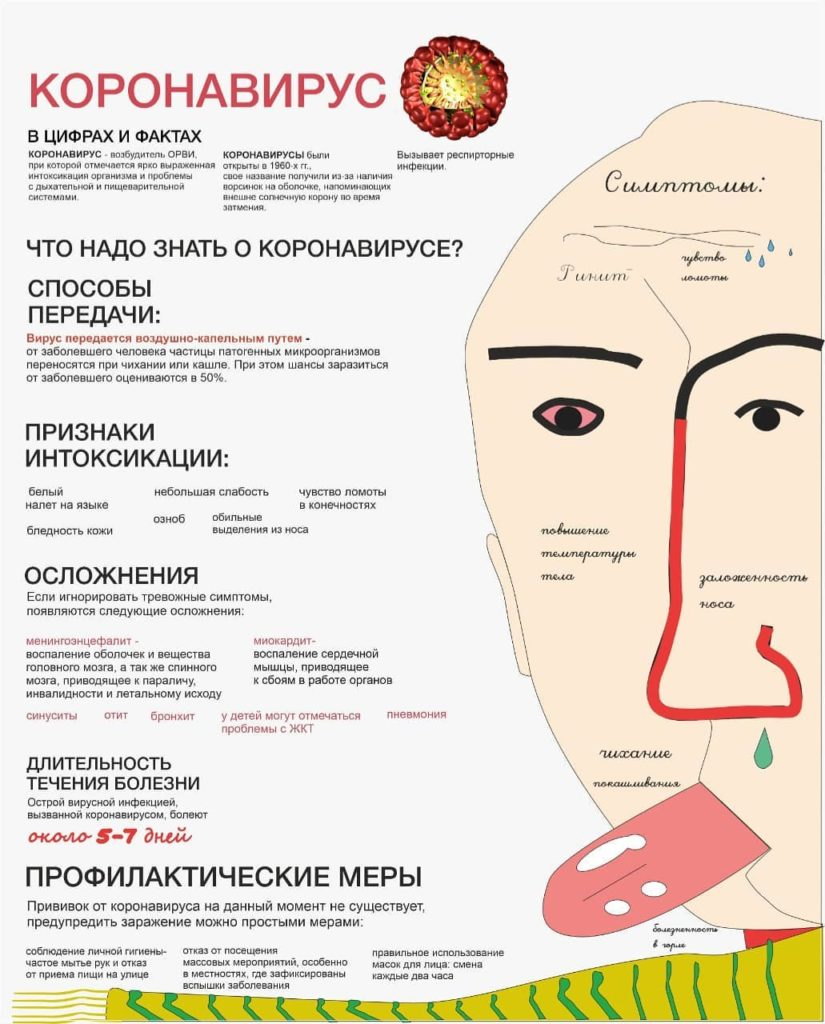 КОРОНАВИРУС
В ЦИФРАХ И ФАКТАХ
КОРОНАВИРУС - возбудитель ОРВИ,
при которой отмечается ярко выраженная
интоксикация организма и проблемы
с дыхательной и пищеварительной
системами.
КОРОНАВИРУСЫ были
открыты в 1960-х гг.,
свое название получили из-за наличия
ворсинок на оболочке, напоминающих
внешне солнечную корону во время
затмения.
Вызывает респирторные
инфекции.
ЧТО НАДО ЗНАТЬ О КОРОНАВИРУСЕ?
СПОСОБЫ
ПЕРЕДАЧИ:
Вирус передается воздушно-капельным путем -
от заболевшего человека частицы патогенных микроорганизмов
переносятся при чихании или кашле. При этом шансы заразиться
от заболевшего оцениваются в 50%.
ПРИЗНАКИ
ИНТОКСИКАЦИИ:
белый
налет на языке
небольшая слабость
чувство ломоты
в конечностях
бледность кожи
озноб
обильные
выделения из носа
ОСЛОЖНЕНИЯ
Если игнорировать тревожные симптомы,
появляются следующие осложнения:
менингоэнцефалит -
воспаление оболочек и вещества
головного мозга, а так же спинного
мозга, приводящее к параличу,
инвалидности и летальному исходу
миокардит-
воспаление сердечной
мышцы, приводящее
к сбоям в работе органов
синуситы
отит
бронхит
у детей могут отмечаться
проблемы с ЖКТ
пневмония
ДЛИТЕЛЬНОСТЬ
ТЕЧЕНИЯ БОЛЕЗНИ
Острой вирусной инфекцией,
вызванной коронавирусом, болеют
около 5-7 дней
ПРОФИЛАКТИЧЕСКИЕ МЕРЫ
Прививок от коронавируса на данный момент не существует,
предупредить заражение можно простыми мерами:
соблюдение личной гигиены-
частое мытье рук и отказ
от приема пищи на улице
отказ от посещения
массовых мероприятий, особенно
в местностях, где зафиксированы
вспышки заболевания
правильное использование
масок для лица: смена
каждые два часа
Симптомы:
Ринит
чувство
ломоты
повышение
температуры
тела
заложенность
носа
чихание
покашливания
болезненность
в горле